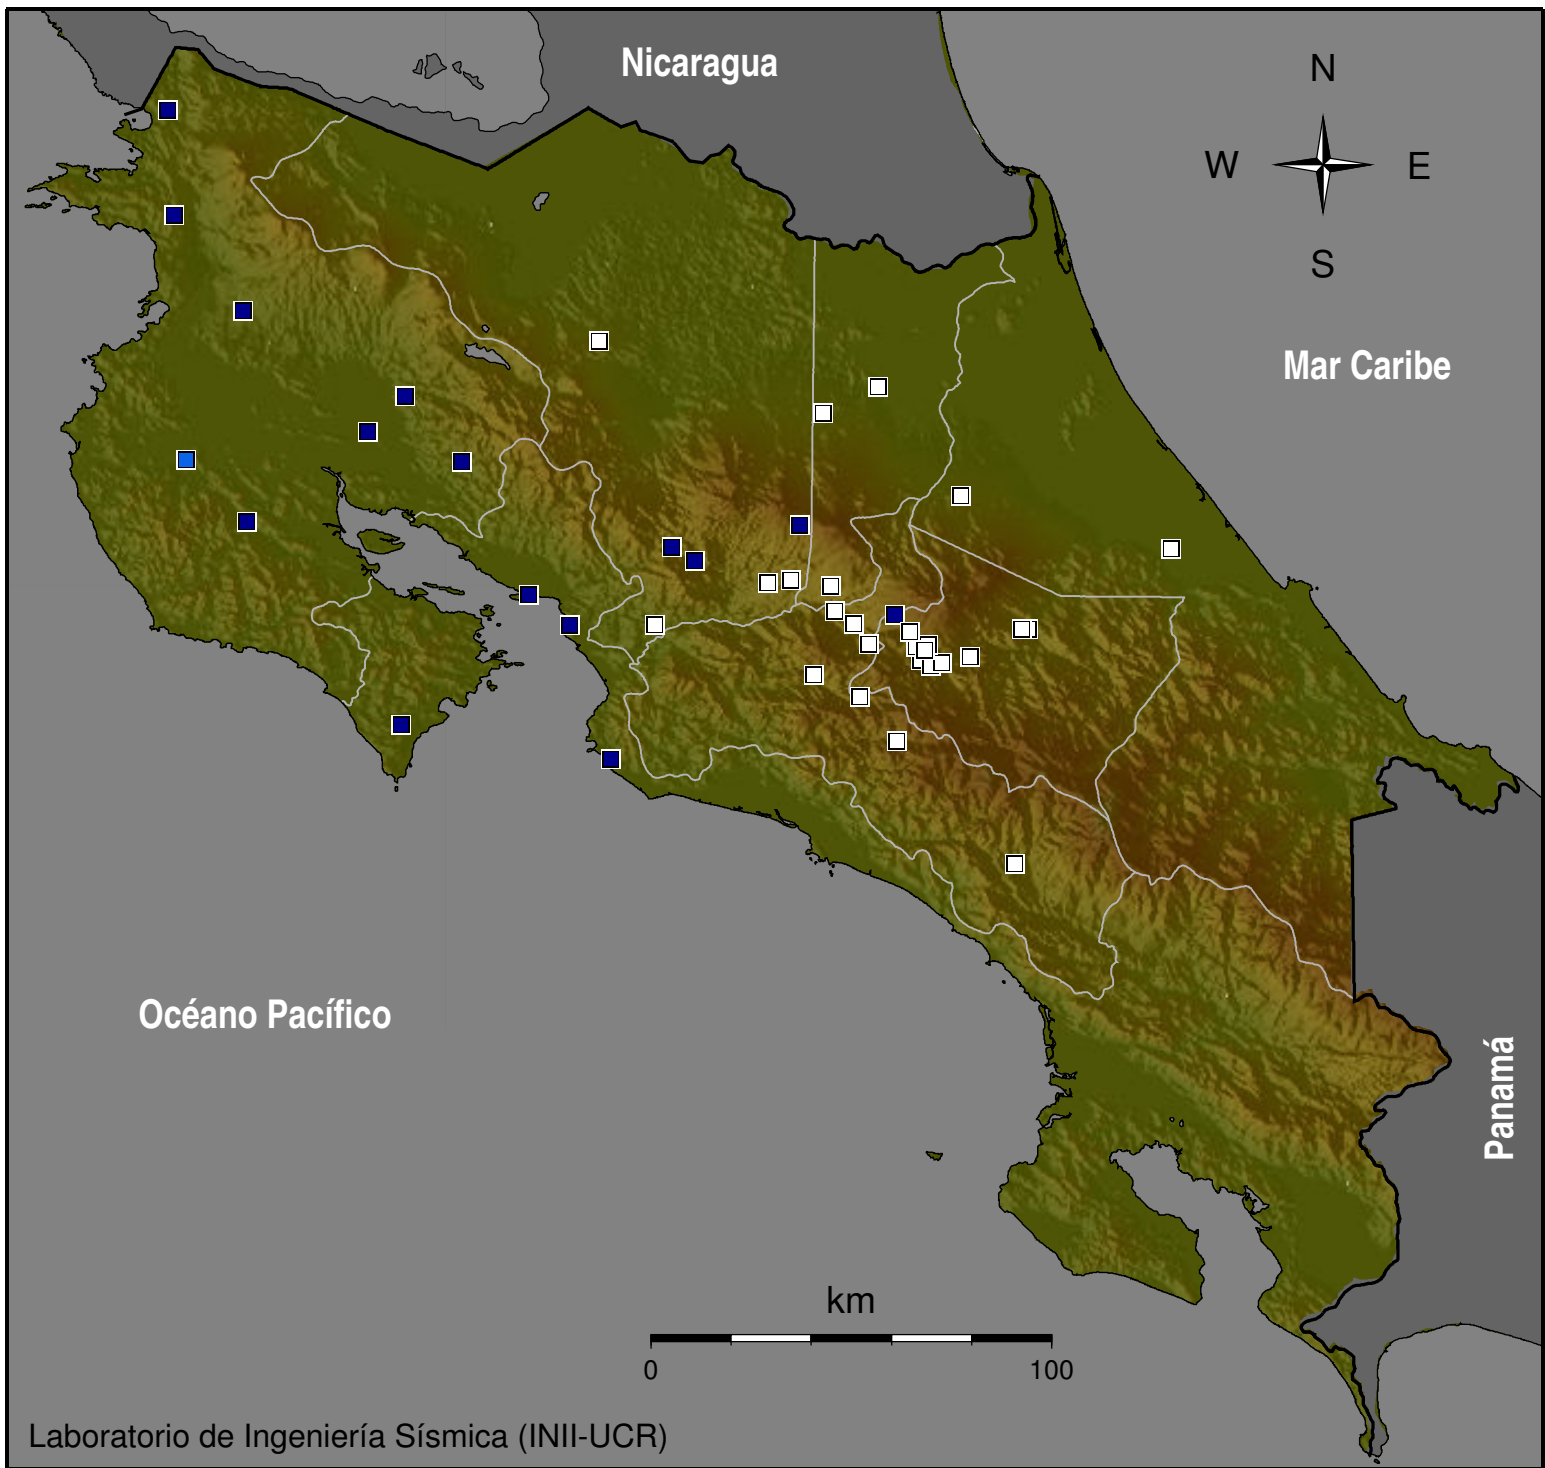 Nicaragua
N
W
E
S
Mar Caribe
Océano Pacífico
Panamá
km
0
100
Laboratorio de Ingeniería Sísmica (INII-UCR)